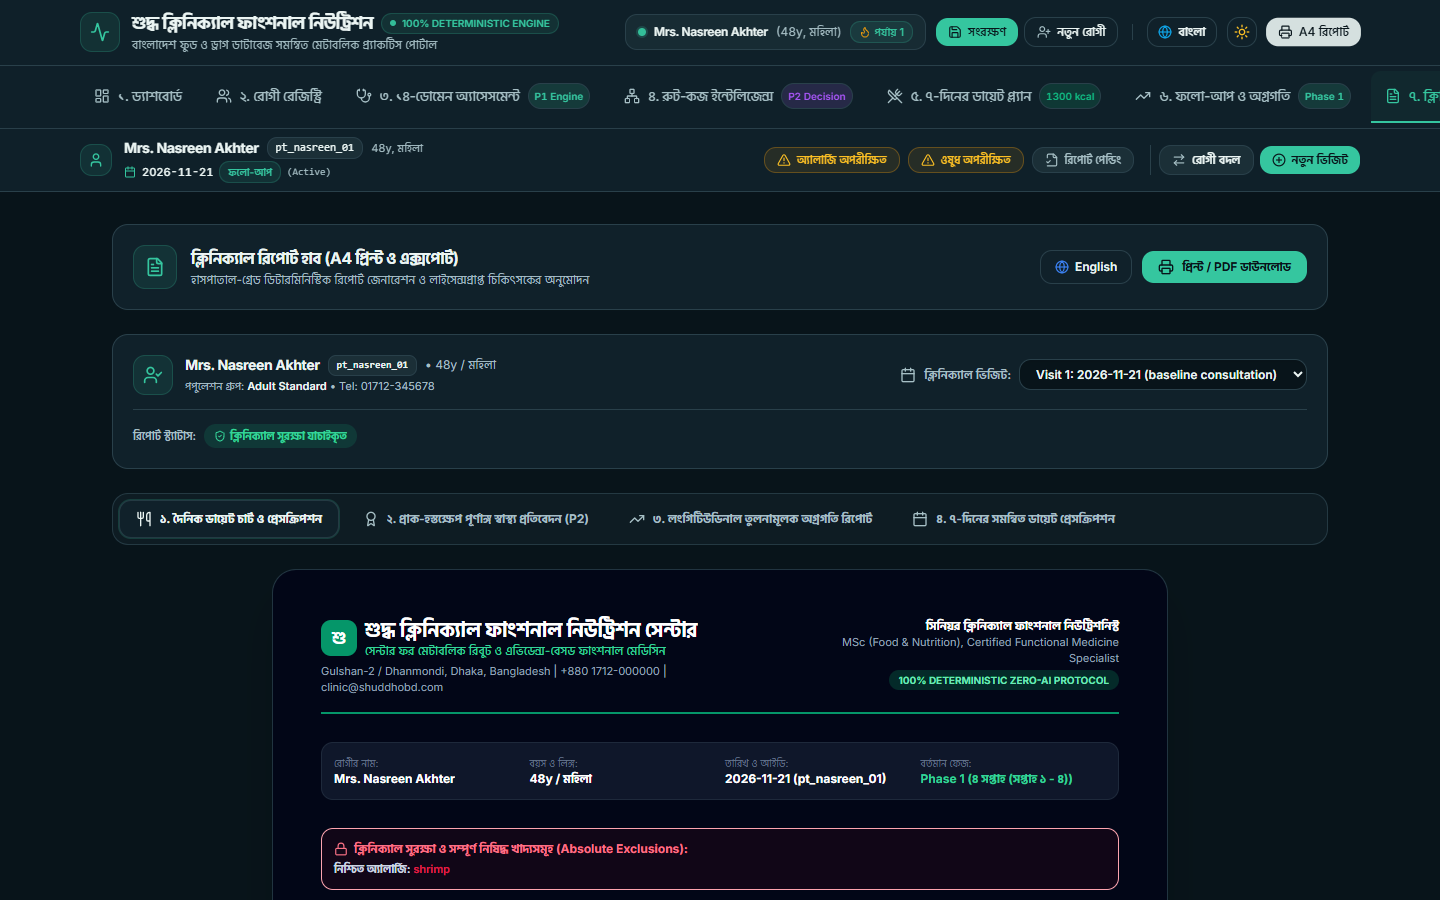 শুদ্ধ ক্লিনিক্যাল ফাংশনাল নিউট্রিশন
100% DETERMINISTIC ENGINE
বাংলাদেশ ফুড ও ড্রাগ ডাটাবেজ সমন্বিত মেটাবলিক প্র্যাকটিস পোর্টাল
Mrs. Nasreen Akhter (48y, মহিলা) পর্যায় 1
সংরক্ষণ
নতুন রোগী
বাংলা
A4 রিপোর্ট
১. ড্যাশবোর্ড
২. রোগী রেজিস্ট্রি
৩. ১৪-ডোমেন অ্যাসেসমেন্ট P1 Engine
৪. রুট-কজ ইন্টেলিজেন্স P2 Decision
৫. ৭-দিনের ডায়েট প্ল্যান 1300 kcal
৬. ফলো-আপ ও অগ্রগতি Phase 1
৭. ক্লি
Mrs. Nasreen Akhter pt_nasreen_01 48y, মহিলা
2026-11-21 ফলো-আপ (Active)
অ্যালার্জি অপরীক্ষিত
ওষুধ অপরীক্ষিত
রিপোর্ট পেন্ডিং
রোগী বদল
নতুন ভিজিট
ক্লিনিক্যাল রিপোর্ট হাব (A4 প্রিন্ট ও এক্সপোর্ট)
হাসপাতাল-গ্রেড ডিটারমিনিস্টিক রিপোর্ট জেনারেশন ও লাইসেন্সপ্রাপ্ত চিকিৎসকের অনুমোদন
English
প্রিন্ট / PDF ডাউনলোড
Mrs. Nasreen Akhter pt_nasreen_01 • 48y / মহিলা
পপুলেশন গ্রুপ: Adult Standard • Tel: 01712-345678
ক্লিনিক্যাল ভিজিট: Visit 1: 2026-11-21 (baseline consultation)
রিপোর্ট স্ট্যাটাস: ক্লিনিক্যাল সুরক্ষা যাচাইকৃত
১. দৈনিক ডায়েট চার্ট ও প্রেসক্রিপশন
২. প্রাক-হস্তক্ষেপ পূর্ণাঙ্গ স্বাস্থ্য প্রতিবেদন (P2)
৩. লংগিটিউডিনাল তুলনামূলক অগ্রগতি রিপোর্ট
৪. ৭-দিনের সমন্বিত ডায়েট প্রেসক্রিপশন
শু
শুদ্ধ ক্লিনিক্যাল ফাংশনাল নিউট্রিশন সেন্টার
সেন্টার ফর মেটাবলিক রিবুট ও এভিডেন্স-বেসড ফাংশনাল মেডিসিন
Gulshan-2 / Dhanmondi, Dhaka, Bangladesh | +880 1712-000000 |
clinic@shuddhobd.com
সিনিয়র ক্লিনিক্যাল ফাংশনাল নিউট্রিশনিস্ট
MSc (Food & Nutrition), Certified Functional Medicine
Specialist
100% DETERMINISTIC ZERO-AI PROTOCOL
রোগীর নাম:
Mrs. Nasreen Akhter
বয়স ও লিঙ্গ:
48y / মহিলা
তারিখ ও আইডি:
2026-11-21 (pt_nasreen_01)
বর্তমান ফেজ:
Phase 1 (৪ সপ্তাহ (সপ্তাহ ১ - ৪))
ক্লিনিক্যাল সুরক্ষা ও সম্পূর্ণ নিষিদ্ধ খাদ্যসমূহ (Absolute Exclusions):
নিশ্চিত অ্যালার্জি: shrimp